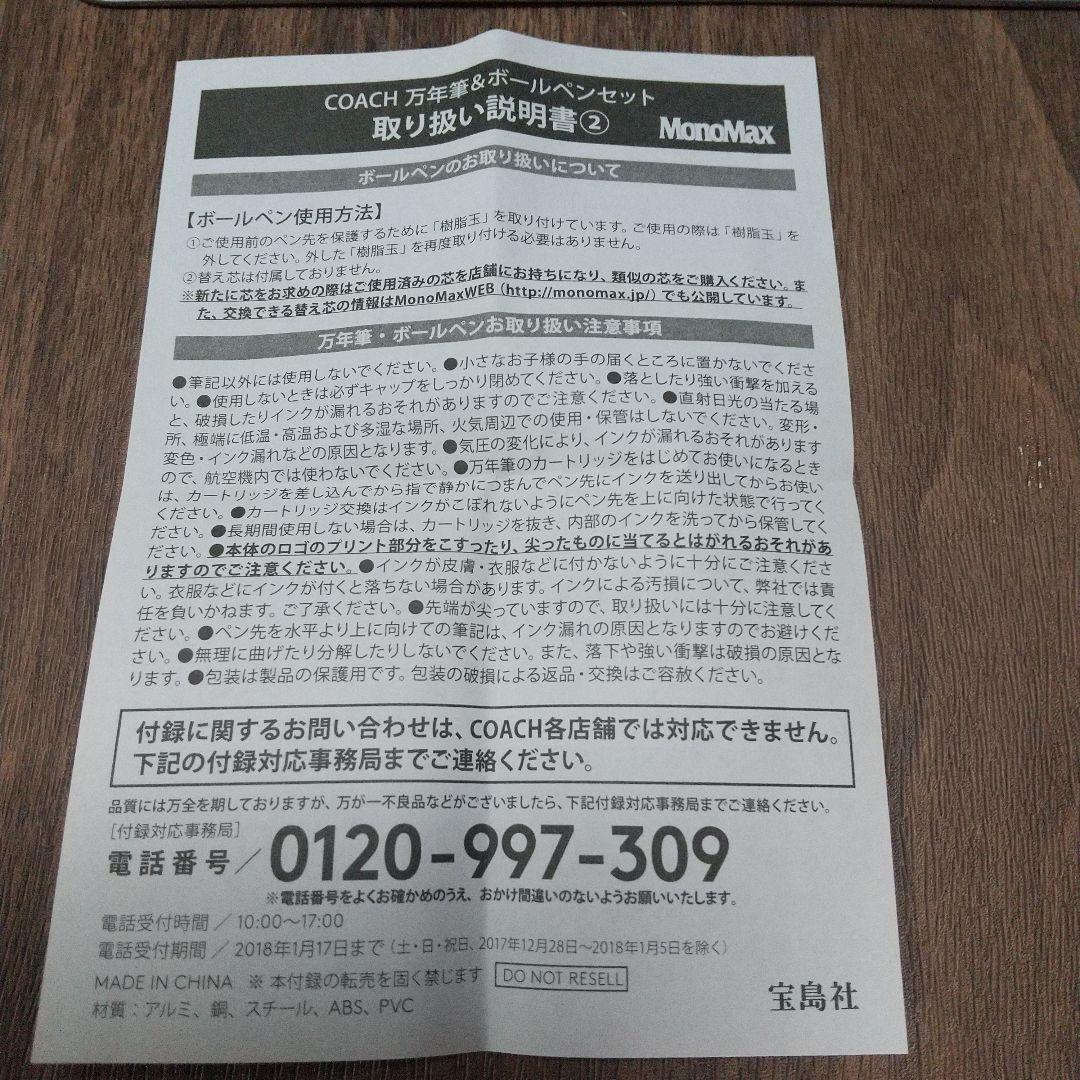 COACH 万年筆&ボールペンセット
取り扱い説明書②
MonoMax
ボールペンのお取り扱いについて
【ボールペン使用方法】
①ご使用前のペン先を保護するために「樹脂玉」を取り付けています。ご使用の際は「樹脂玉」を
外してください。外した「樹脂玉」を再度取り付ける必要はありません。
②替え芯は付属しておりません。
※新たに芯をお求めの際はご使用済みの芯を店舗にお持ちになり、類似の芯をご購入ください。ま
た、交換できる替え芯の情報はMonoMaxWEB（http://monomax.jp/）でも公開しています。
万年筆・ボールペンお取り扱い注意事項
●筆記以外には使用しないでください。●小さなお子様の手の届くところに置かないでくださ
い。●使用しないときは必ずキャップをしっかり閉めてください。●落としたり強い衝撃を加える
と、破損したりインクが漏れるおそれがありますのでご注意ください。●直射日光の当たる場
所、極端に低温・高温および多湿な場所、火気周辺での使用・保管はしないでください。変形・
変色・インク漏れなどの原因となります。●気圧の変化により、インクが漏れるおそれがあります
ので、航空機内では使わないでください。●万年筆のカートリッジをはじめてお使いになるとき
は、カートリッジを差し込んでから指で静かにつまんでペン先にインクを送り出してからお使い
ください。●カートリッジ交換はインクがこぼれないようにペン先を上に向けた状態で行ってく
ださい。●長期間使用しない場合は、カートリッジを抜き、内部のインクを洗ってから保管してく
ださい。●本体のロゴのプリント部分をこすったり、尖ったものに当てるとはがれるおそれがあ
りますのでご注意ください。●インクが皮膚・衣服などに付かないように十分にご注意くださ
い。衣服などにインクが付くと落ちない場合があります。インクによる汚損について、弊社では責
任を負いかねます。ご了承ください。●先端が尖っていますので、取り扱いには十分に注意してく
ださい。●ペン先を水平より上に向けての筆記は、インク漏れの原因となりますのでお避けくだ
さい。●無理に曲げたり分解したりしないでください。また、落下や強い衝撃は破損の原因とな
ります。●包装は製品の保護用です。包装の破損による返品・交換はご容赦ください。
付録に関するお問い合わせは、COACH各店舗では対応できません。
下記の付録対応事務局までご連絡ください。
品質には万全を期しておりますが、万が一不良品などがございましたら、下記付録対応事務局までご連絡ください。
［付録対応事務局］
電話番号／0120-997-309
※電話番号をよくお確かめのうえ、おかけ間違いのないようお願いいたします。
電話受付時間／10:00〜17:00
電話受付期間／2018年1月17日まで（土・日・祝日、2017年12月28日〜2018年1月5日を除く）
MADE IN CHINA ※本付録の転売を固く禁じます DO NOT RESELL
材質：アルミ、銅、スチール、ABS、PVC
宝島社